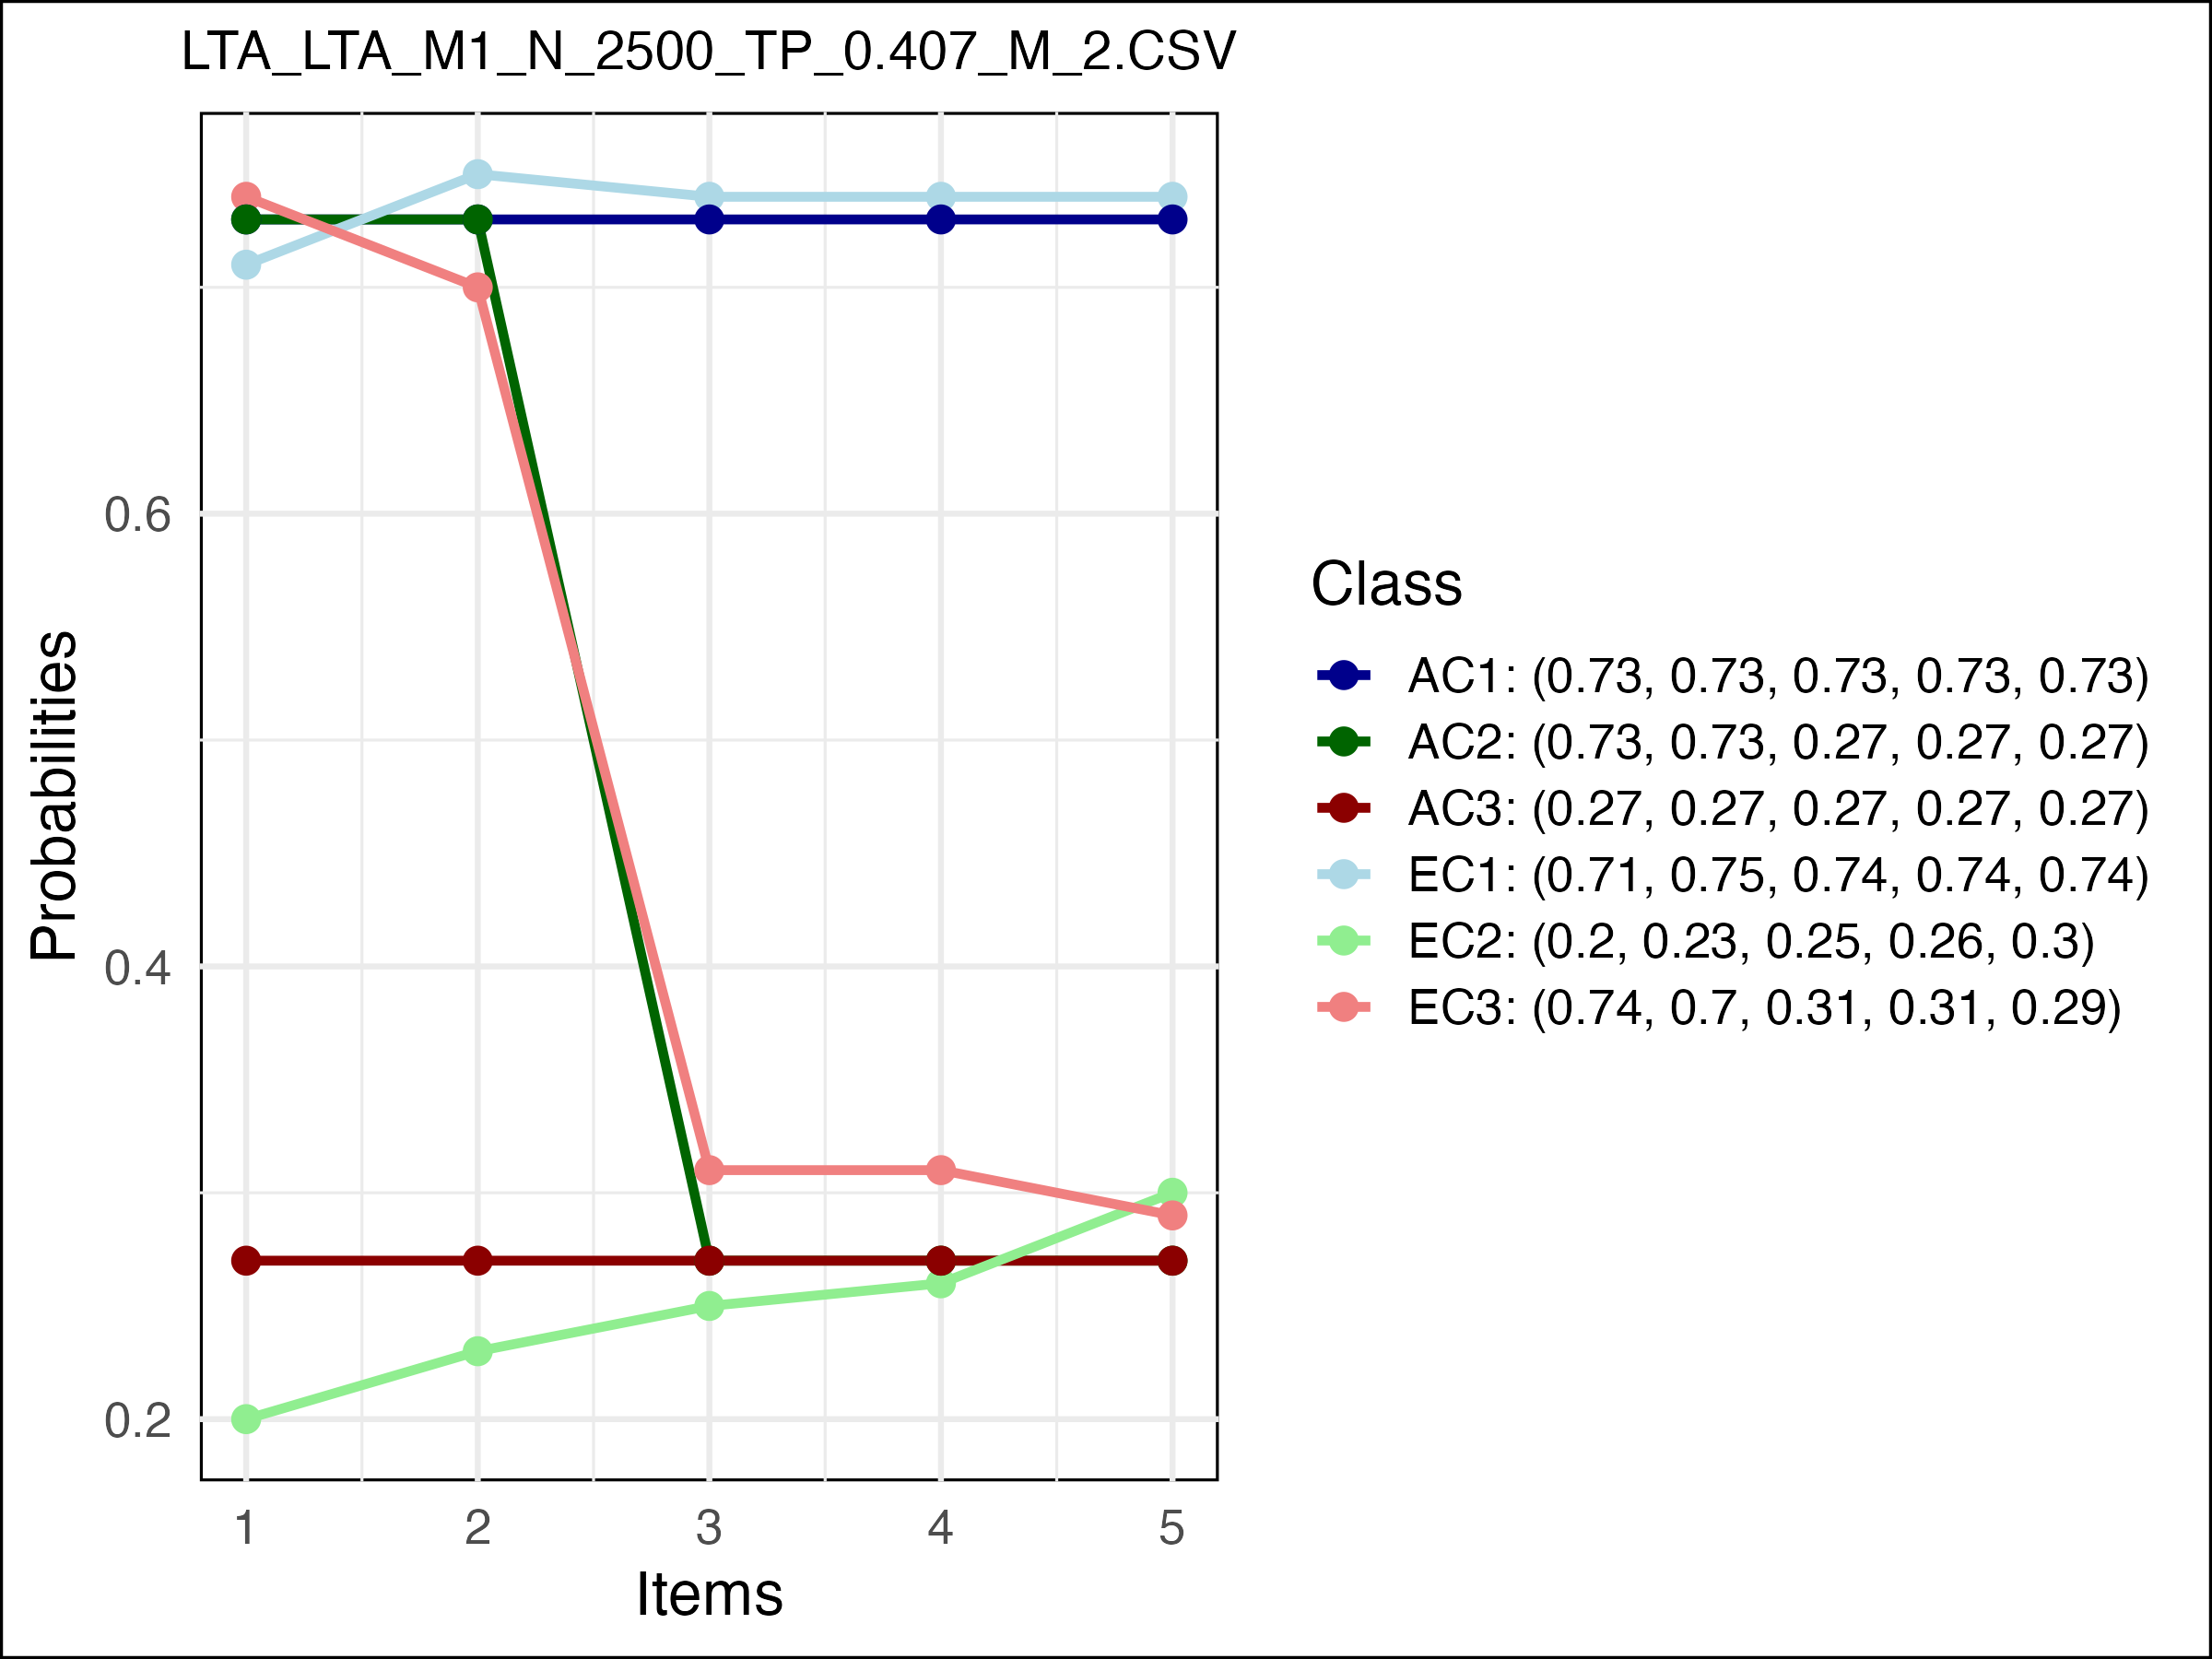 LTA_LTA_M1_N_2500_TP_0.407_M_2.CSV
Probabilities
0.6
0.4
0.2
1 2 3 4 5
Items
Class
AC1: (0.73, 0.73, 0.73, 0.73, 0.73)
AC2: (0.73, 0.73, 0.27, 0.27, 0.27)
AC3: (0.27, 0.27, 0.27, 0.27, 0.27)
EC1: (0.71, 0.75, 0.74, 0.74, 0.74)
EC2: (0.2, 0.23, 0.25, 0.26, 0.3)
EC3: (0.74, 0.7, 0.31, 0.31, 0.29)